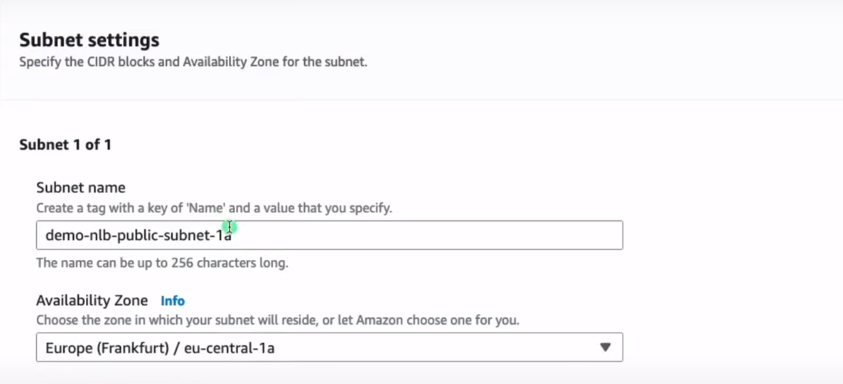 Subnet settings
Specify the CIDR blocks and Availability Zone for the subnet.
Subnet 1 of 1
Subnet name
Create a tag with a key of 'Name' and a value that you specify.
demo-nlb-public-subnet-1a
The name can be up to 256 characters long.
Availability Zone Info
Choose the zone in which your subnet will reside, or let Amazon choose one for you.
Europe (Frankfurt) / eu-central-1a